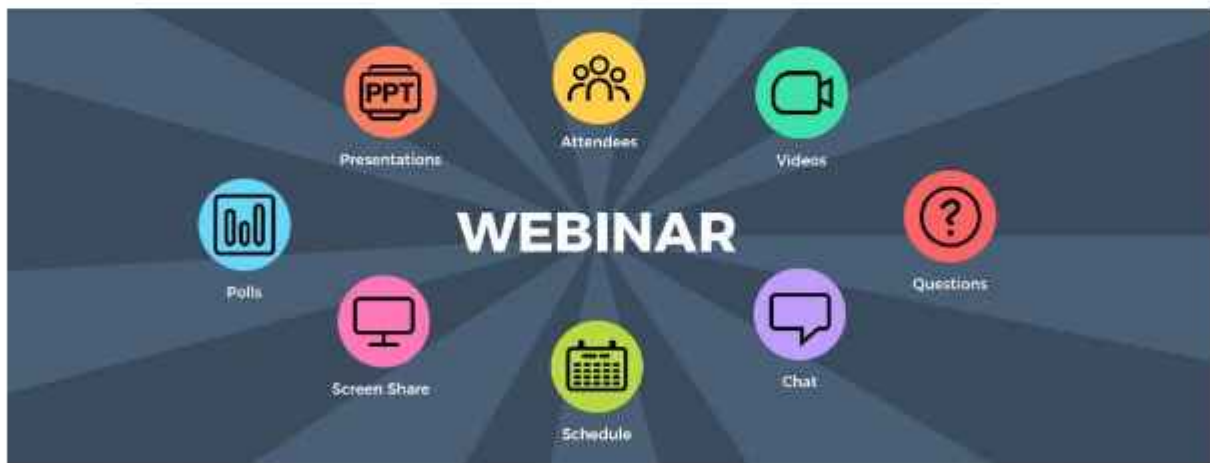 PPT
Presentations
Attendees
Videos
WEBINAR
Polls
?
Questions
Screen Share
Schedule
Chat